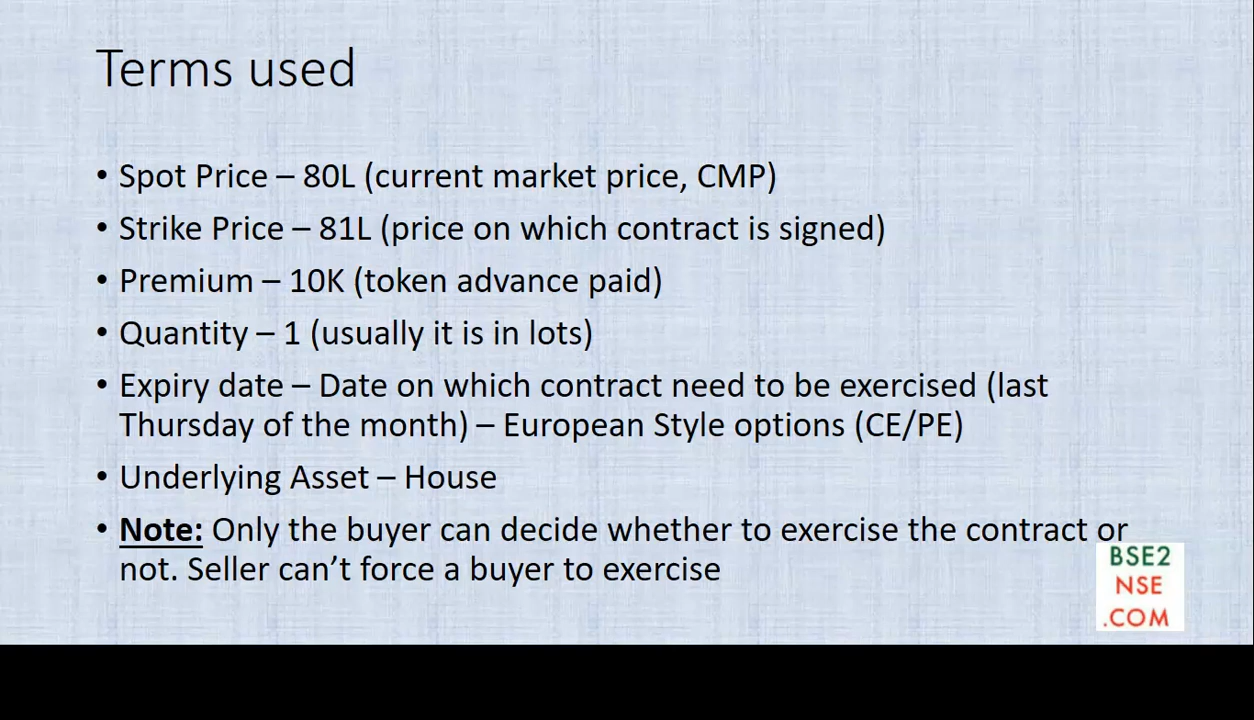 Terms used
• Spot Price – 80L (current market price, CMP)
• Strike Price – 81L (price on which contract is signed)
• Premium – 10K (token advance paid)
• Quantity – 1 (usually it is in lots)
• Expiry date – Date on which contract need to be exercised (last
Thursday of the month) – European Style options (CE/PE)
• Underlying Asset – House
• Note: Only the buyer can decide whether to exercise the contract or
not. Seller can’t force a buyer to exercise
BSE2
NSE
.COM